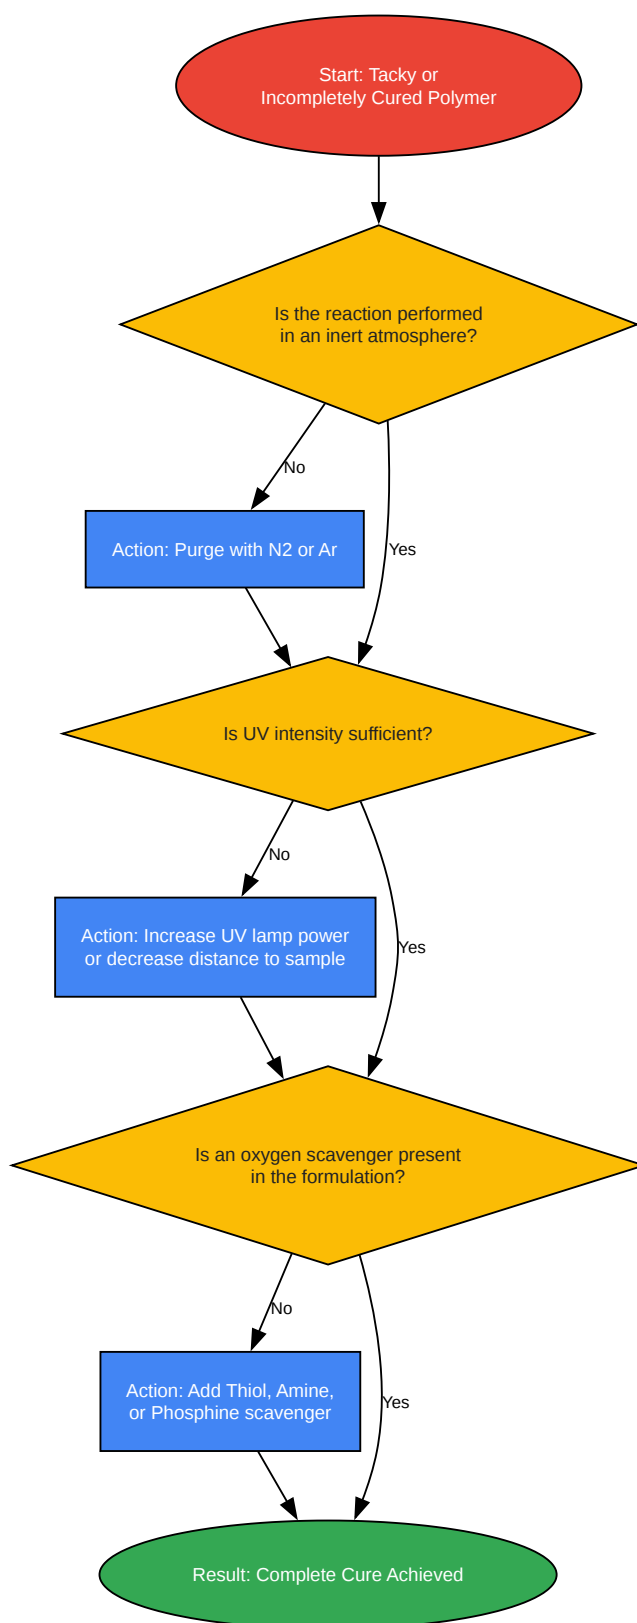 Start: Tacky or
Incompletely Cured Polymer
Is the reaction performed
in an inert atmosphere?
No
Action: Purge with N2 or Ar
Yes
Is UV intensity sufficient?
No
Action: Increase UV lamp power
or decrease distance to sample
Yes
Is an oxygen scavenger present
in the formulation?
No
Action: Add Thiol, Amine,
or Phosphine scavenger
Yes
Result: Complete Cure Achieved